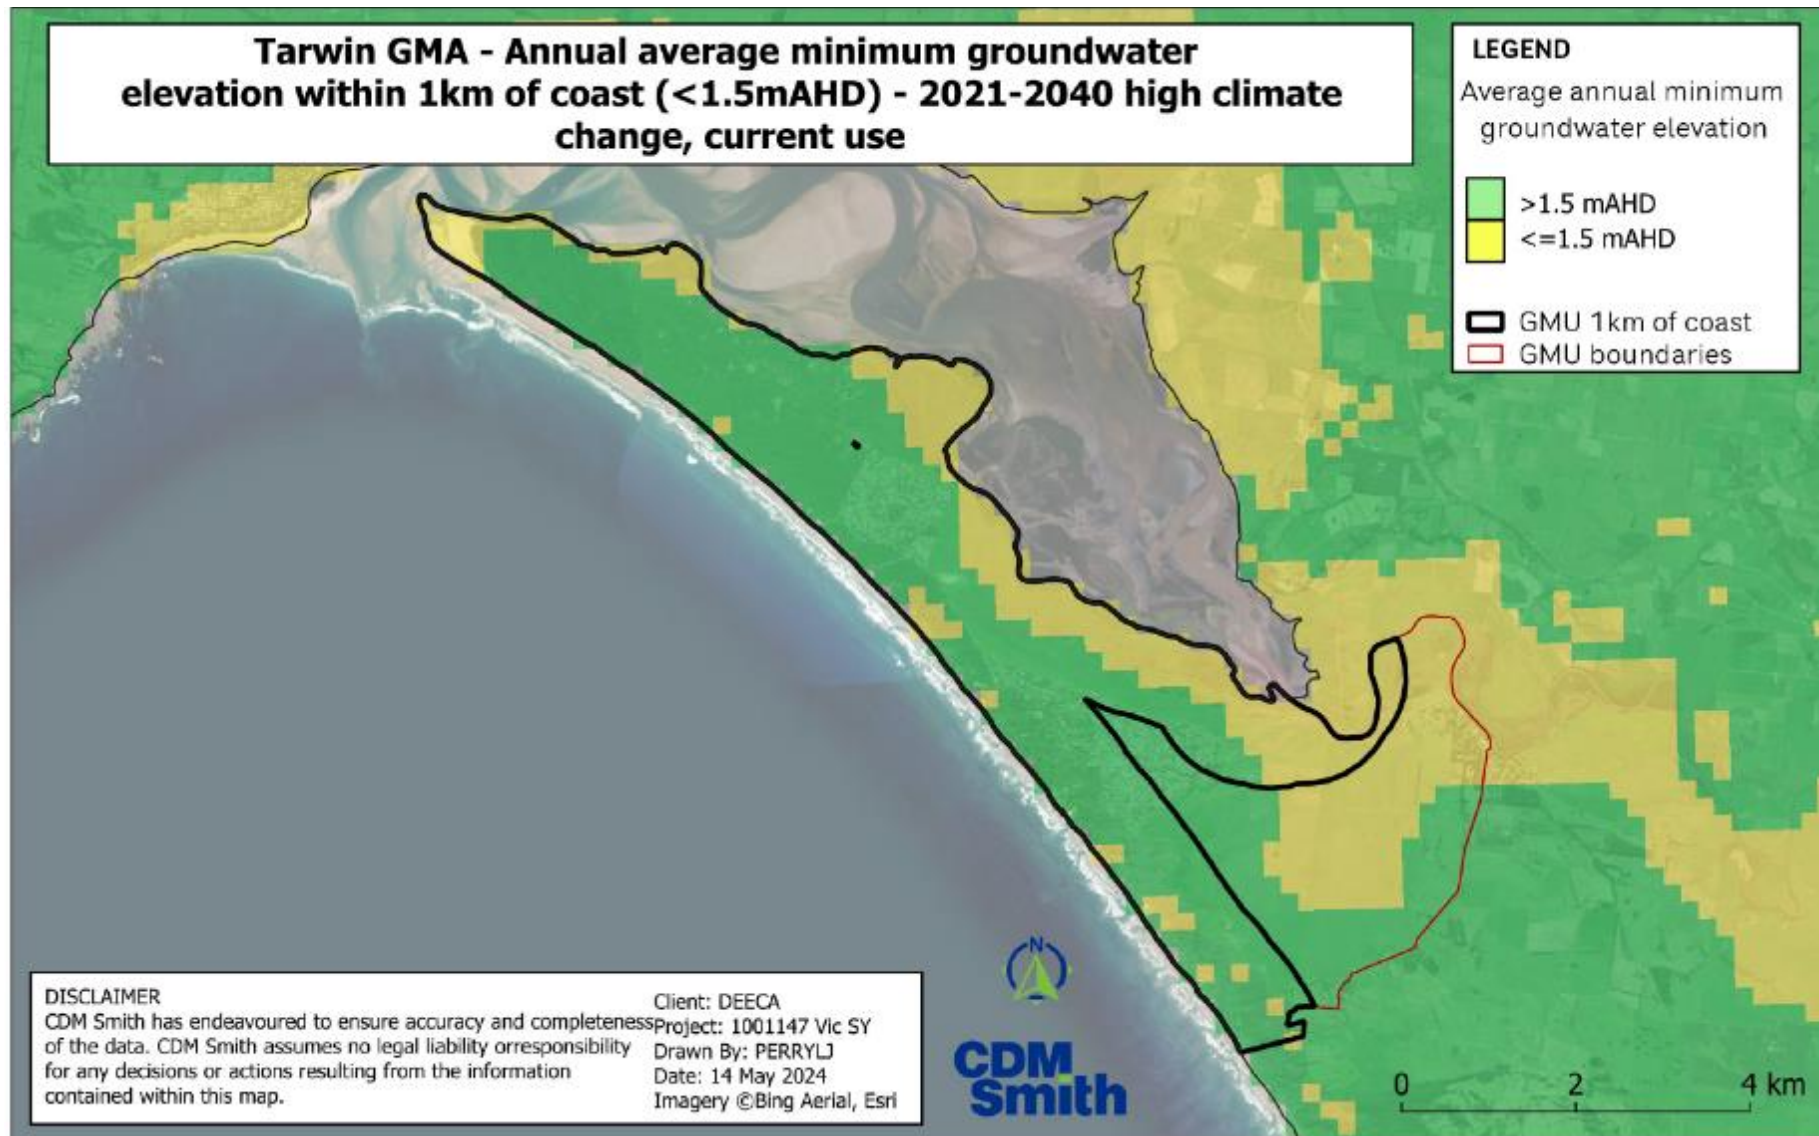 Tarwin GMA - Annual average minimum groundwater
elevation within 1km of coast (<1.5mAHD) - 2021-2040 high climate
change, current use
LEGEND
Average annual minimum
groundwater elevation
>1.5 mAHD
<=1.5 mAHD
GMU 1km of coast
GMU boundaries
DISCLAIMER
CDM Smith has endeavoured to ensure accuracy and completeness
of the data. CDM Smith assumes no legal liability orresponsibility
for any decisions or actions resulting from the information
contained within this map.
Client: DEECA
Project: 1001147 Vic SY
Drawn By: PERRYLJ
Date: 14 May 2024
Imagery ©Bing Aerial, Esri
N
CDM
Smith
0 2 4 km